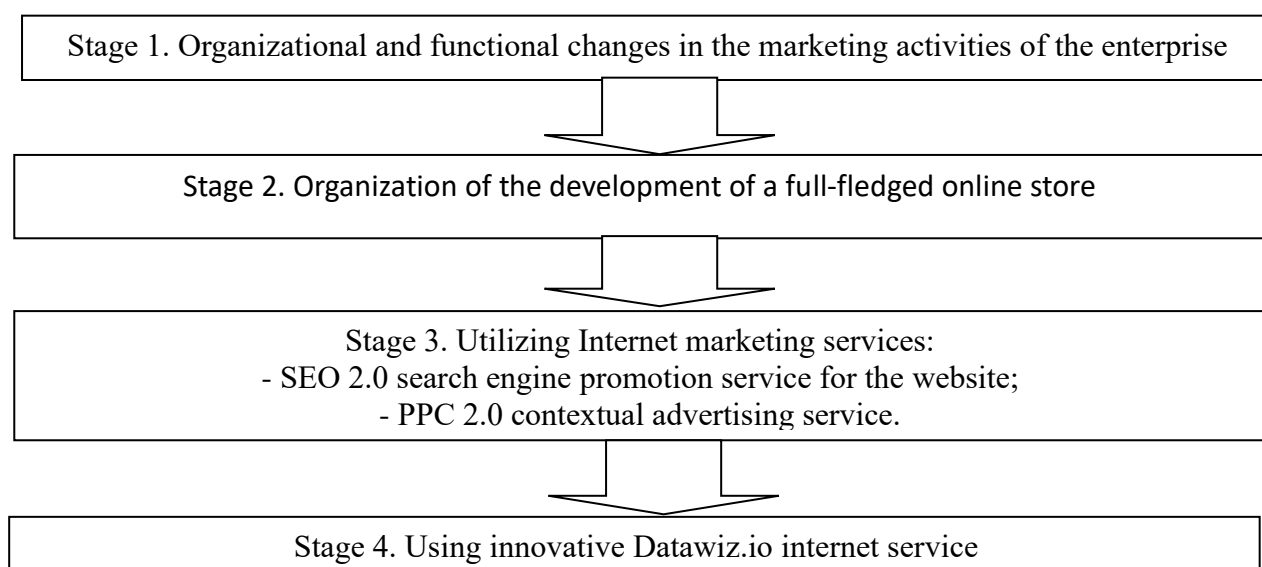 Stage 1. Organizational and functional changes in the marketing activities of the enterprise
Stage 2. Organization of the development of a full-fledged online store
Stage 3. Utilizing Internet marketing services:
- SEO 2.0 search engine promotion service for the website;
- PPC 2.0 contextual advertising service.
Stage 4. Using innovative Datawiz.io internet service